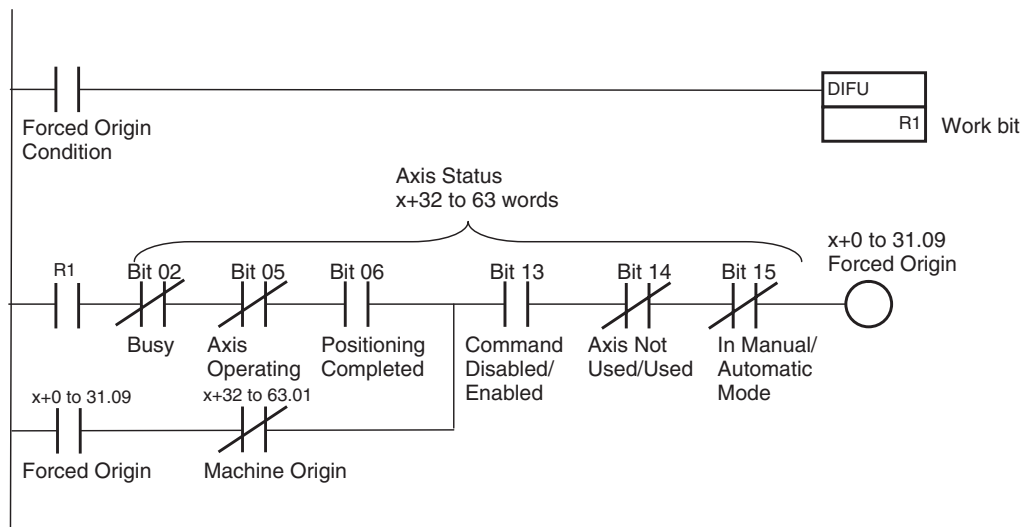 DIFU
R1 Work bit
Forced Origin
Condition
Axis Status
x+32 to 63 words
x+0 to 31.09
Forced Origin
R1 Bit 02 Bit 05 Bit 06 Bit 13 Bit 14 Bit 15
Busy Axis Positioning Command Axis Not In Manual/
Operating Completed Disabled/ Used/Used Automatic
Enabled Mode
x+0 to 31.09 x+32 to 63.01
Forced Origin Machine Origin